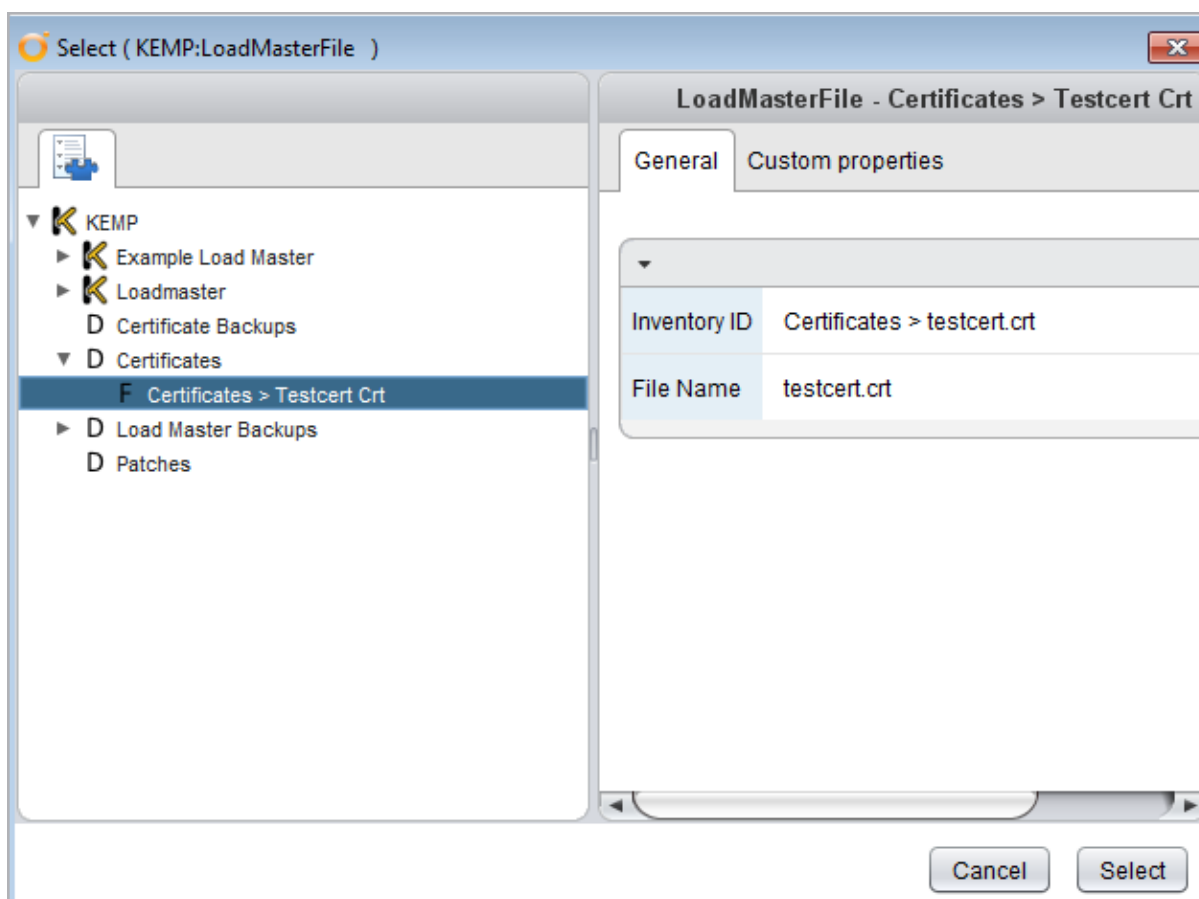 Select ( KEMP:LoadMasterFile )
LoadMasterFile - Certificates > Testcert Crt
General Custom properties
KEMP
Example Load Master
Loadmaster
D Certificate Backups
D Certificates
F Certificates > Testcert Crt
D Load Master Backups
D Patches
Inventory ID Certificates > testcert.crt
File Name testcert.crt
Cancel Select